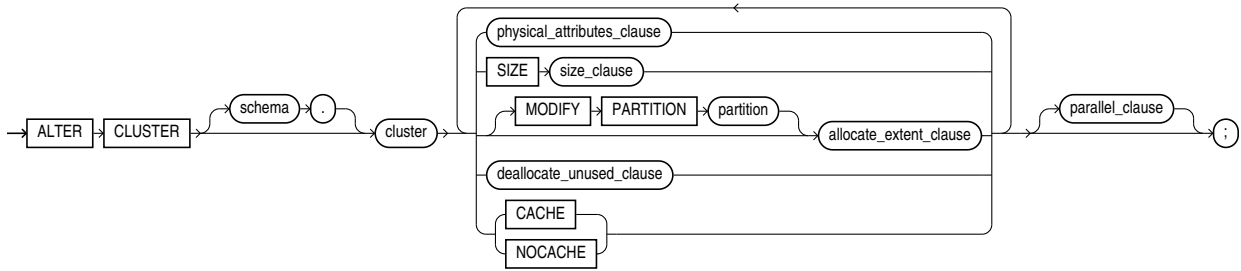 physical_attributes_clause
SIZE size_clause
schema . MODIFY PARTITION partition parallel_clause
ALTER CLUSTER cluster allocate_extent_clause ;
deallocate_unused_clause
CACHE
NOCACHE